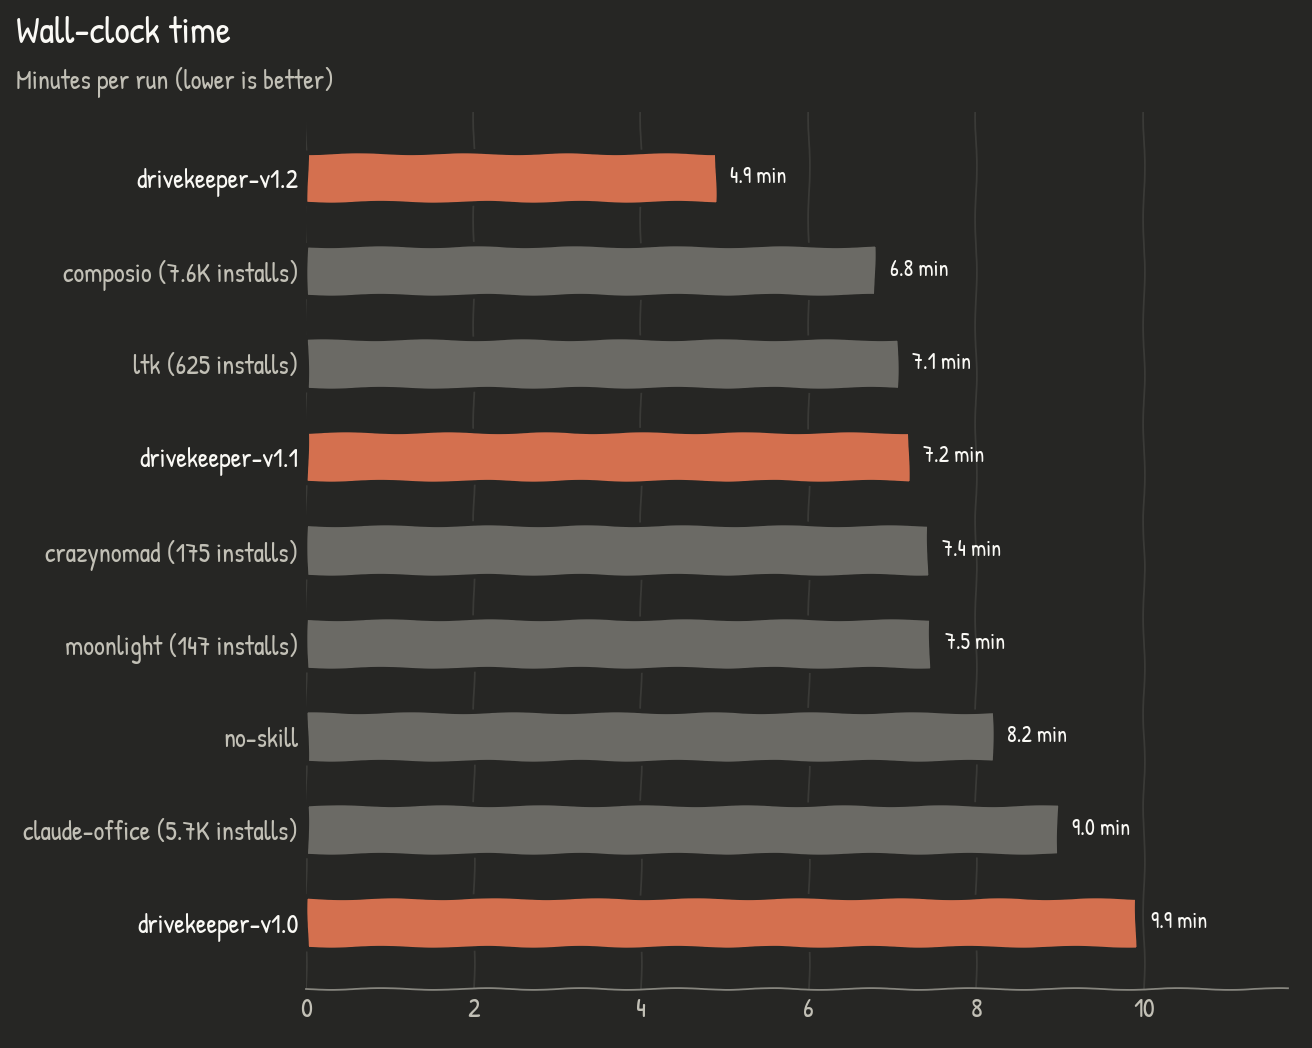 Wall-clock time
Minutes per run (lower is better)
drivekeeper-v1.2 4.9 min
composio (7.6K installs) 6.8 min
ltk (625 installs) 7.1 min
drivekeeper-v1.1 7.2 min
crazynomad (175 installs) 7.4 min
moonlight (147 installs) 7.5 min
no-skill 8.2 min
claude-office (5.7K installs) 9.0 min
drivekeeper-v1.0 9.9 min
0 2 4 6 8 10